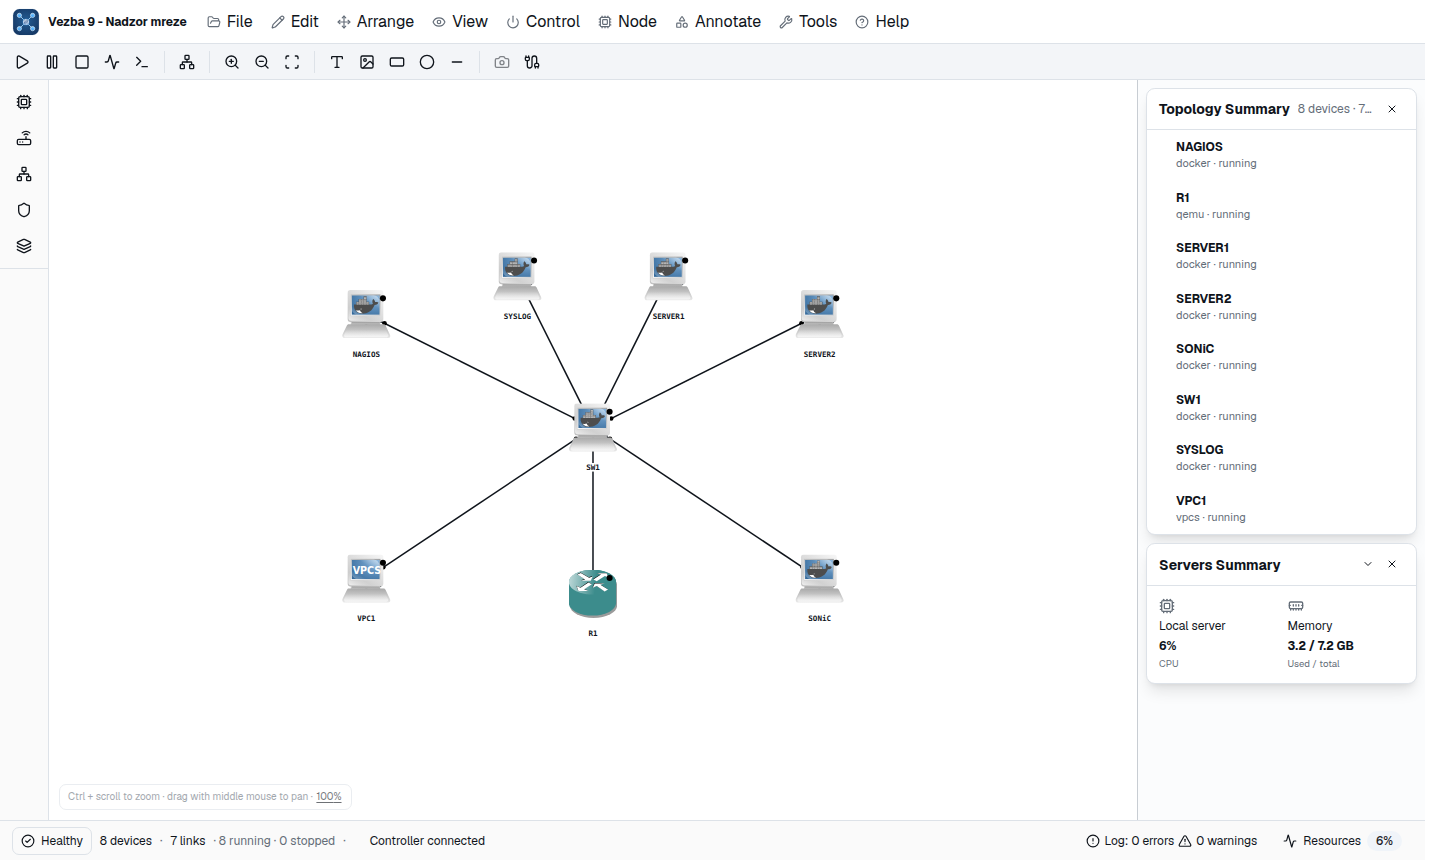 Vezba 9 - Nadzor mreze
File
Edit
Arrange
View
Control
Node
Annotate
Tools
Help
Topology Summary
8 devices · 7...
NAGIOS
docker · running
R1
qemu · running
SERVER1
docker · running
SERVER2
docker · running
SONiC
docker · running
SW1
docker · running
SYSLOG
docker · running
VPC1
vpcs · running
SYSLOG
SERVER1
NAGIOS
SERVER2
SW1
VPCS
VPC1
R1
SONiC
Servers Summary
Local server
6%
CPU
Memory
3.2 / 7.2 GB
Used / total
Ctrl + scroll to zoom · drag with middle mouse to pan · 100%
Healthy
8 devices · 7 links · 8 running · 0 stopped ·
Controller connected
Log: 0 errors
0 warnings
Resources
6%